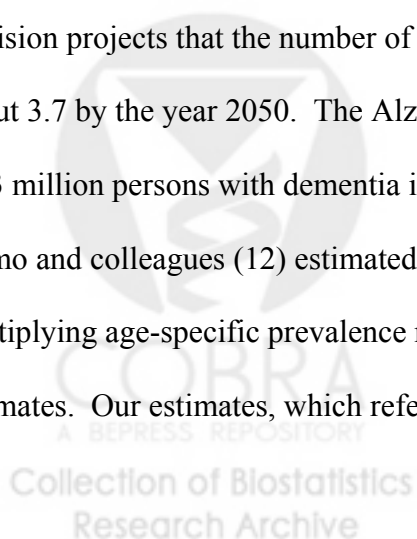 ision projects that the number of
ut 3.7 by the year 2050. The Alz
million persons with dementia i
mo and colleagues (12) estimated
tiplying age-specific prevalence
mates. Our estimates, which refe
COBRA
A BEPRESS REPOSITORY
Collection of Biostatistics
Research Archive